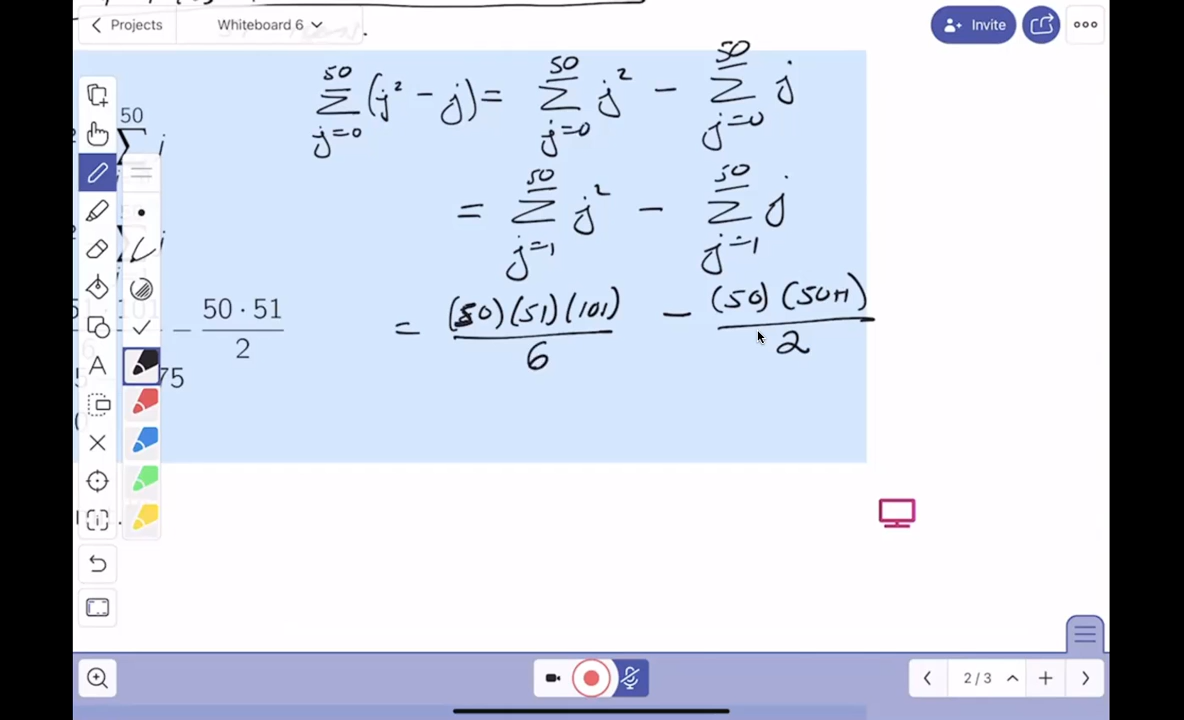 Projects Whiteboard 6 Invite
50 50 50
∑ (j² - j) = ∑ j² - ∑ j
j=0 j=0 j=0
50
∑ j
50 50
= ∑ j² - ∑ j
j=1 j=1
50 · 51
− 2
= (50)(51)(101) / 6 - (50)(50+1) / 2
75
A
2/3